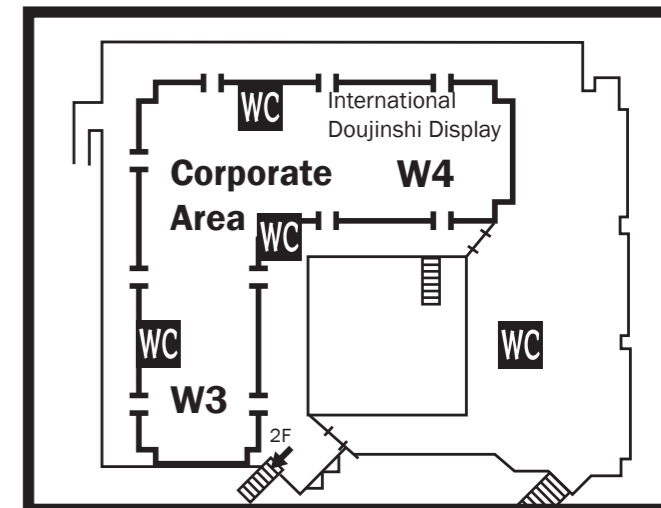 WC
International
Doujinshi Display
Corporate
Area
W4
WC
WC
WC
W3
2F